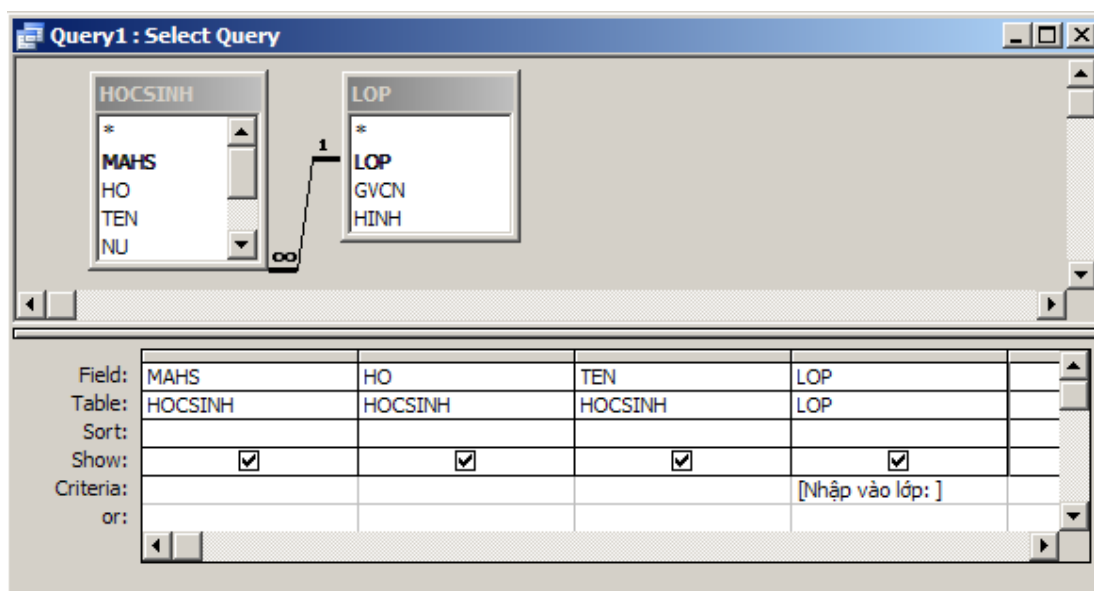 Query1 : Select Query
HOCSINH
*
MAHS
HO
TEN
NU
1
∞
LOP
*
LOP
GVCN
HINH
Field: MAHS HO TEN LOP
Table: HOCSINH HOCSINH HOCSINH LOP
Sort:
Show:
Criteria: [Nhập vào lớp: ]
or: